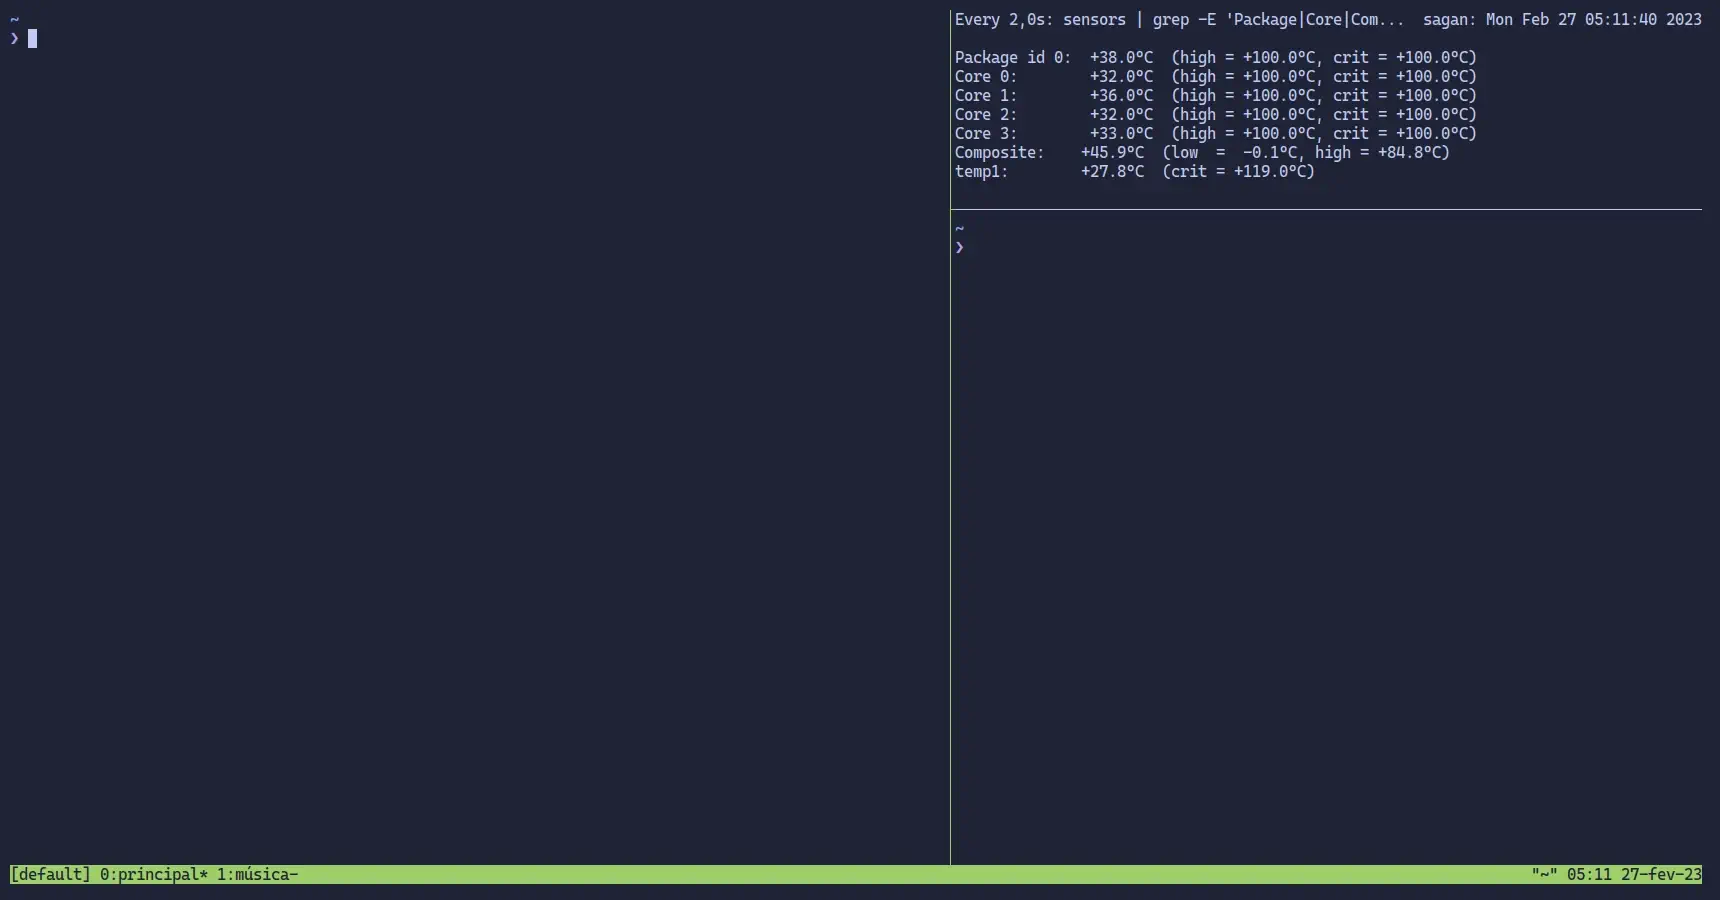 ~
❯
Every 2,0s: sensors | grep -E 'Package|Core|Com... sagan: Mon Feb 27 05:11:40 2023
Package id 0: +38.0°C (high = +100.0°C, crit = +100.0°C)
Core 0: +32.0°C (high = +100.0°C, crit = +100.0°C)
Core 1: +36.0°C (high = +100.0°C, crit = +100.0°C)
Core 2: +32.0°C (high = +100.0°C, crit = +100.0°C)
Core 3: +33.0°C (high = +100.0°C, crit = +100.0°C)
Composite: +45.9°C (low = -0.1°C, high = +84.8°C)
temp1: +27.8°C (crit = +119.0°C)
~
❯
[default] 0:principal* 1:música- "~" 05:11 27-fev-23